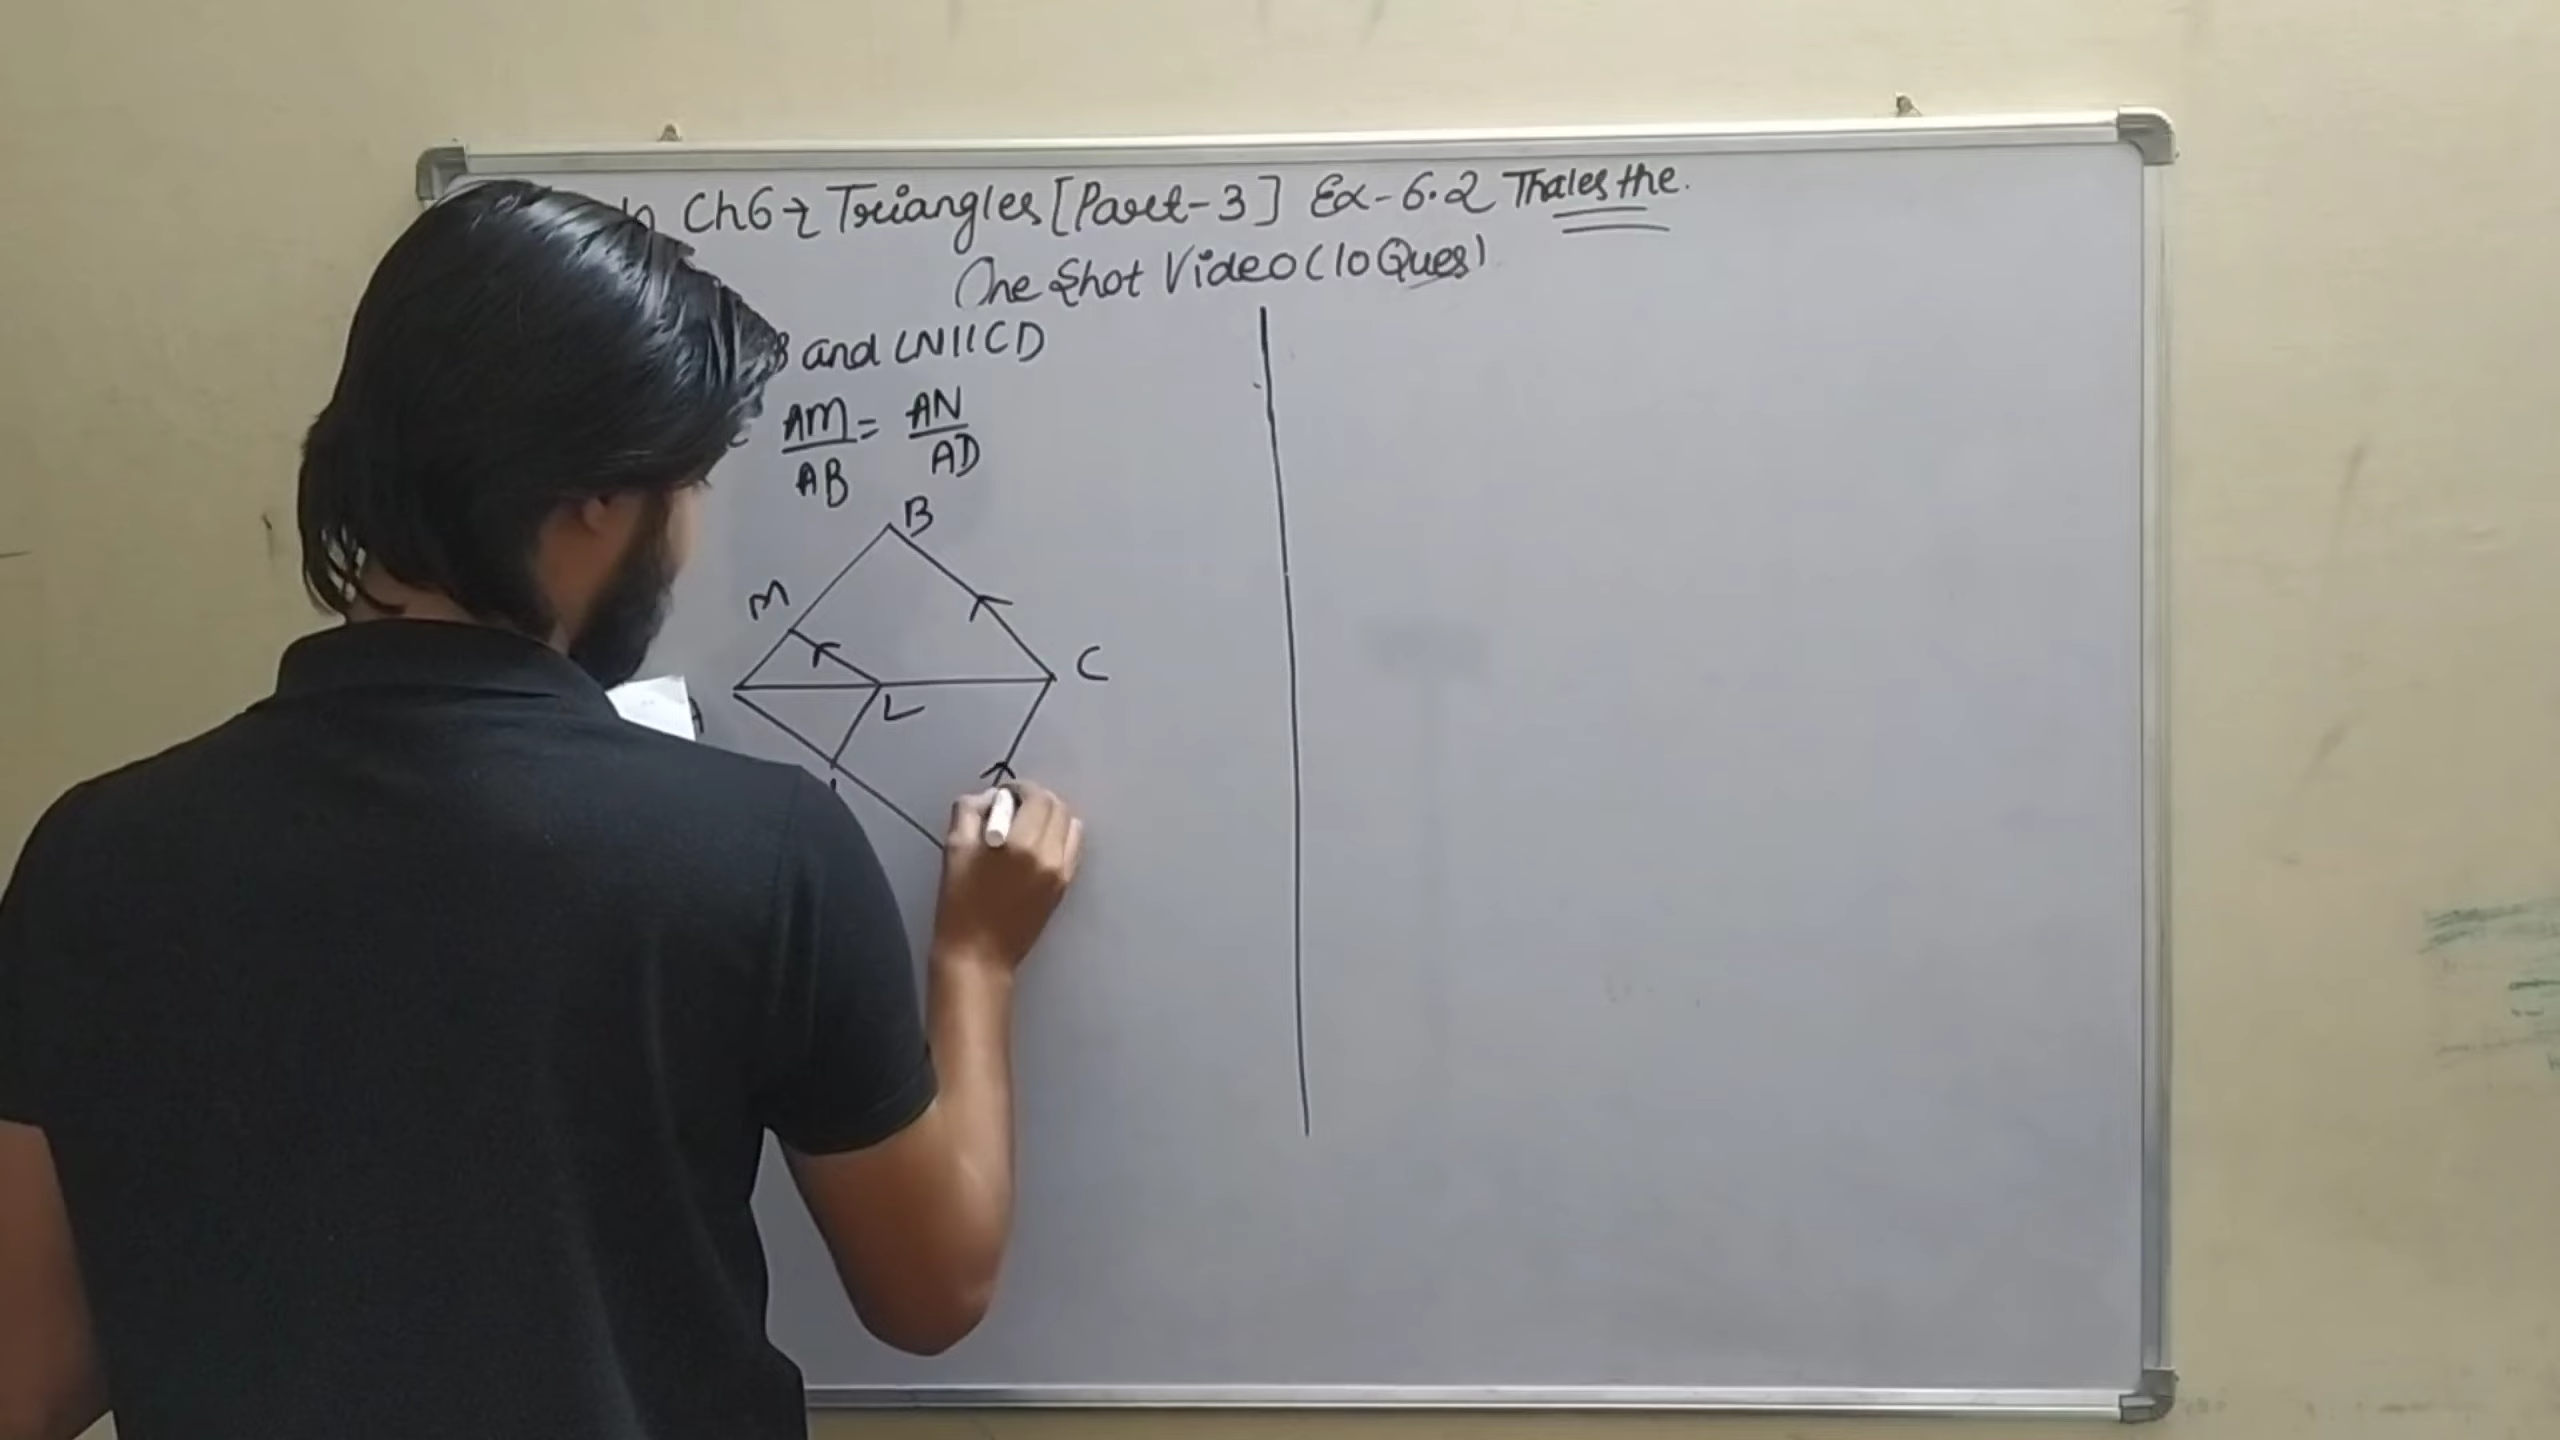 Ch6 → Triangles [Part-3] Ex-6.2 Thales the.
One Shot Video (10 Ques)
B and LN||CD
AM/AB = AN/AD
B
M
C
L